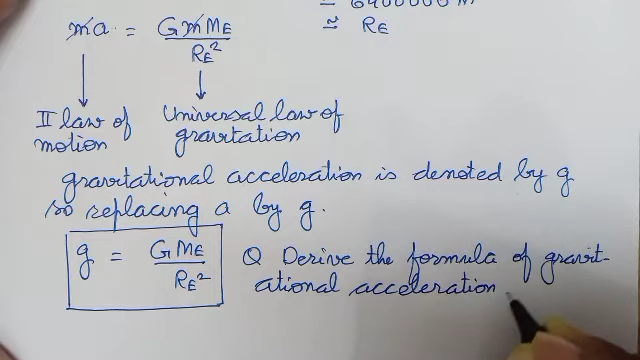 ≅ 6400000 m
≅ RE
ma = GmME
RE²
II law of Universal law of
motion gravitation
gravitational acceleration is denoted by g
so replacing a by g.
g = GME
RE²
Q Derive the formula of gravit-
ational acceleration